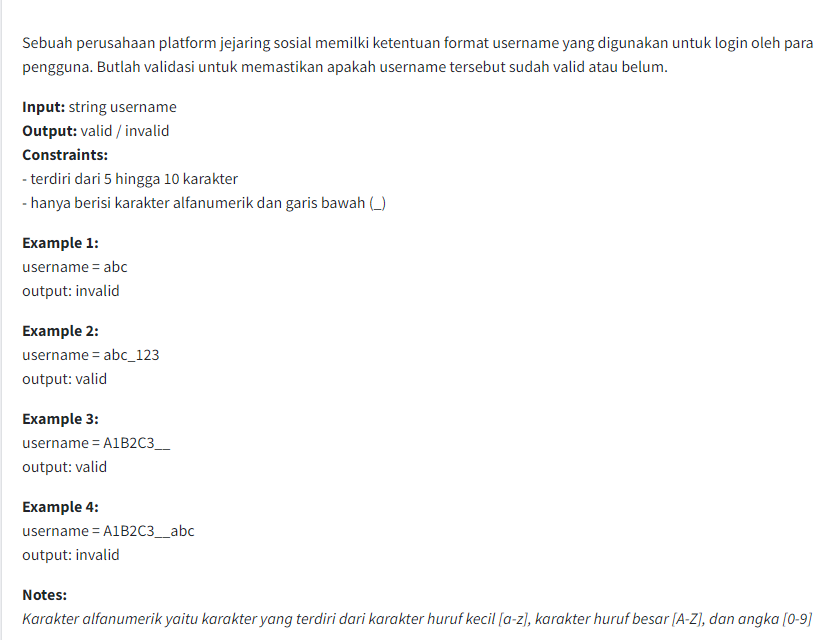 Sebuah perusahaan platform jejaring sosial memilki ketentuan format username yang digunakan untuk login oleh para
pengguna. Butlah validasi untuk memastikan apakah username tersebut sudah valid atau belum.
Input: string username
Output: valid / invalid
Constraints:
- terdiri dari 5 hingga 10 karakter
- hanya berisi karakter alfanumerik dan garis bawah (_)
Example 1:
username = abc
output: invalid
Example 2:
username = abc_123
output: valid
Example 3:
username = A1B2C3__
output: valid
Example 4:
username = A1B2C3__abc
output: invalid
Notes:
Karakter alfanumerik yaitu karakter yang terdiri dari karakter huruf kecil [a-z], karakter huruf besar [A-Z], dan angka [0-9]